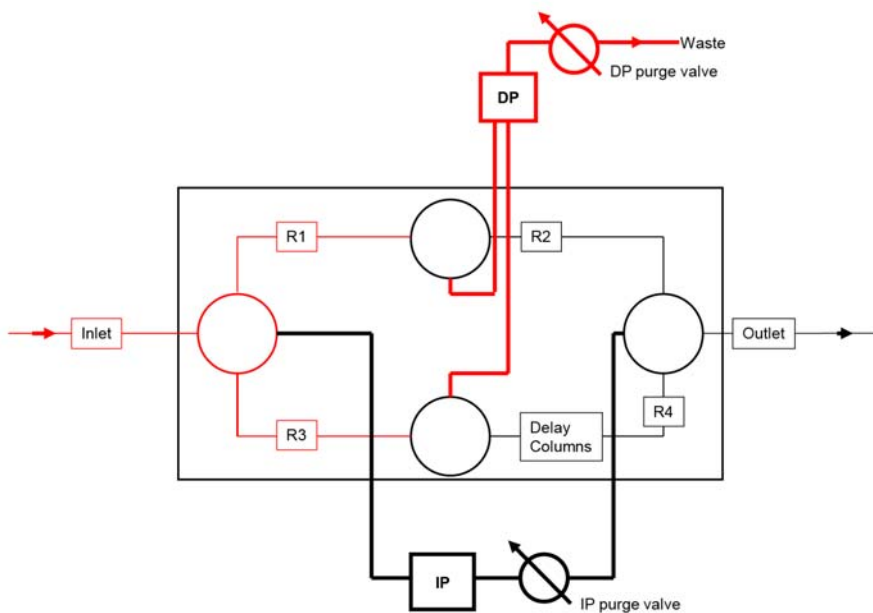 Waste
DP purge valve
DP
R1
R2
Inlet
Outlet
R3
Delay
Columns
R4
IP
IP purge valve